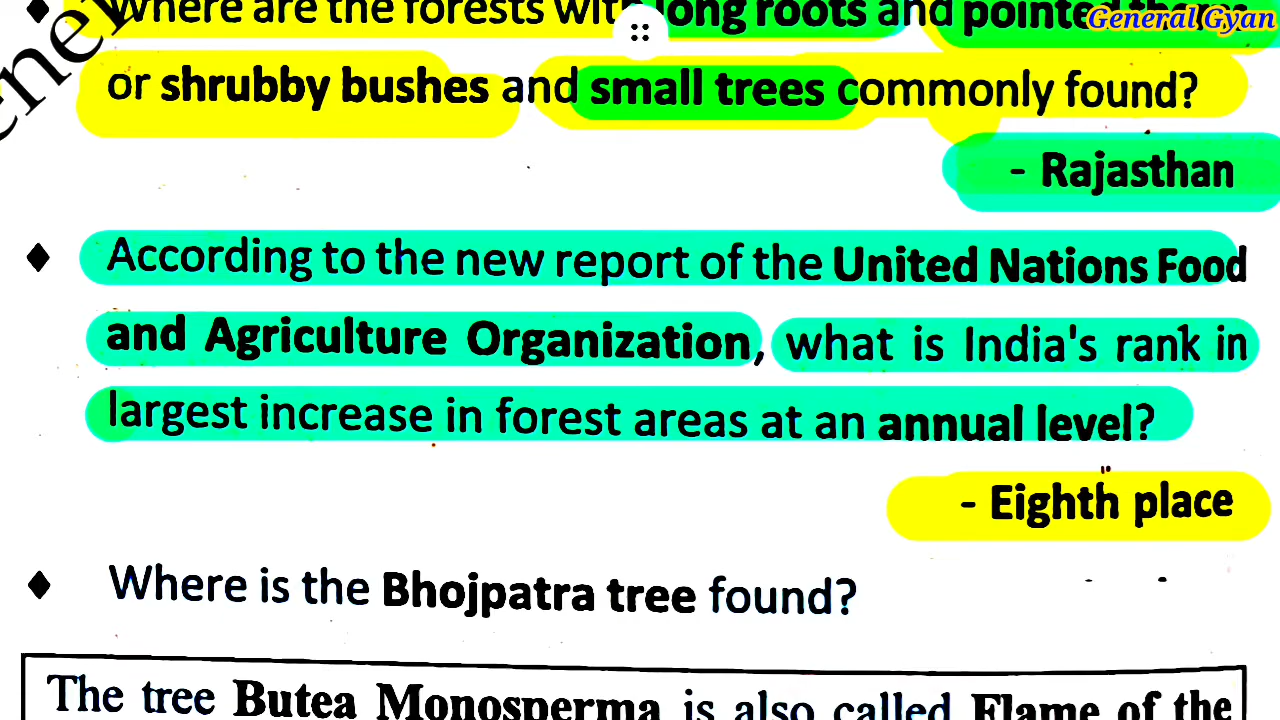 Where are the forests with long roots and pointed
General Gyan
or shrubby bushes and small trees commonly found?
- Rajasthan
♦ According to the new report of the United Nations Food
and Agriculture Organization, what is India's rank in
largest increase in forest areas at an annual level?
- Eighth place
♦ Where is the Bhojpatra tree found?
The tree Butea Monosperma is also called Flame of the